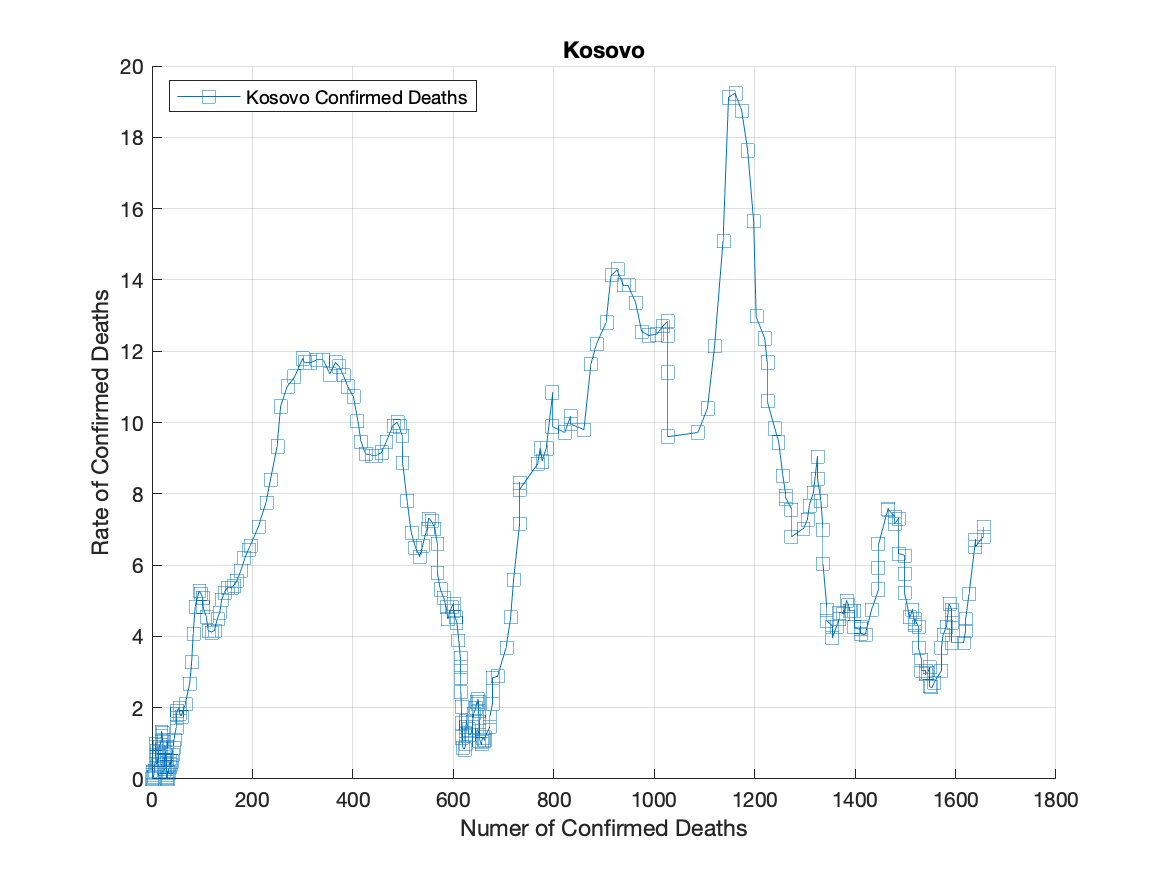 Kosovo
Kosovo Confirmed Deaths
Rate of Confirmed Deaths
20
18
16
14
12
10
8
6
4
2
0
0 200 400 600 800 1000 1200 1400 1600 1800
Numer of Confirmed Deaths